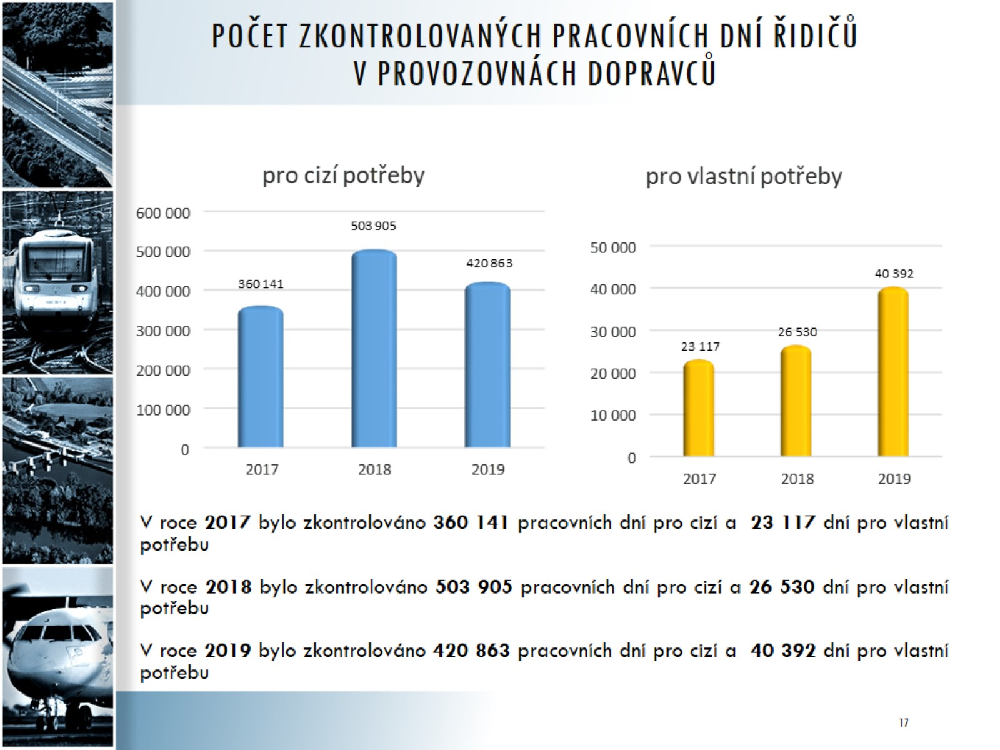 POČET ZKONTROLOVANÝCH PRACOVNÍCH DNÍ ŘIDIČŮ
V PROVOZOVNÁCH DOPRAVCŮ
pro cizí potřeby
600 000
500 000
400 000
300 000
200 000
100 000
0
360 141
503 905
420 863
2017
2018
2019
pro vlastní potřeby
50 000
40 000
30 000
20 000
10 000
0
23 117
26 530
40 392
2017
2018
2019
V roce 2017 bylo zkontrolováno 360 141 pracovních dní pro cizí a 23 117 dní pro vlastní
potřebu
V roce 2018 bylo zkontrolováno 503 905 pracovních dní pro cizí a 26 530 dní pro vlastní
potřebu
V roce 2019 bylo zkontrolováno 420 863 pracovních dní pro cizí a 40 392 dní pro vlastní
potřebu
17